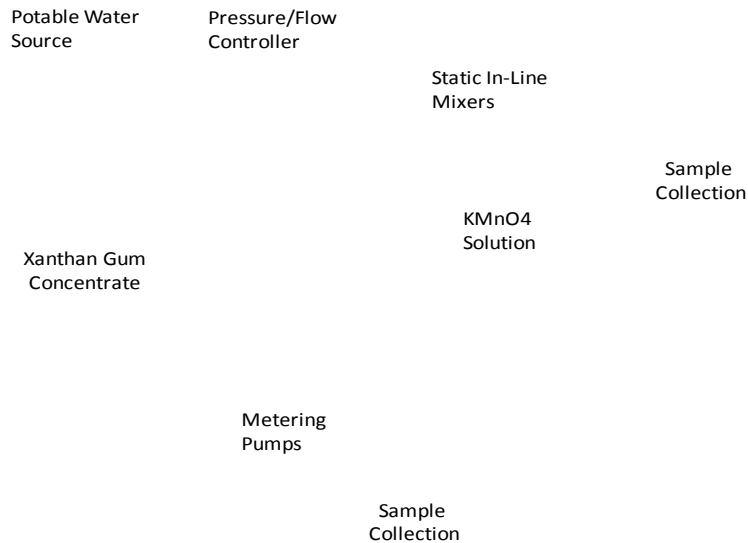 Potable Water
Source
Pressure/Flow
Controller
Static In-Line
Mixers
Sample
Collection
KMnO4
Solution
Xanthan Gum
Concentrate
Metering
Pumps
Sample
Collection